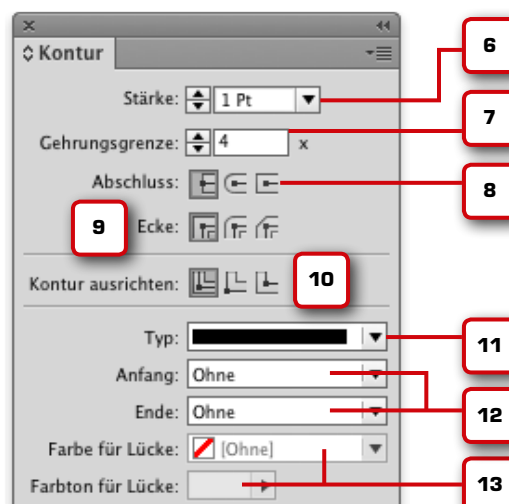 Kontur
6
Stärke: 1 Pt
7
Gehrungsgrenze: 4 x
Abschluss:
8
9
Ecke:
Kontur ausrichten:
10
Typ:
11
Anfang: Ohne
Ende: Ohne
12
Farbe für Lücke: [Ohne]
Farbton für Lücke:
13